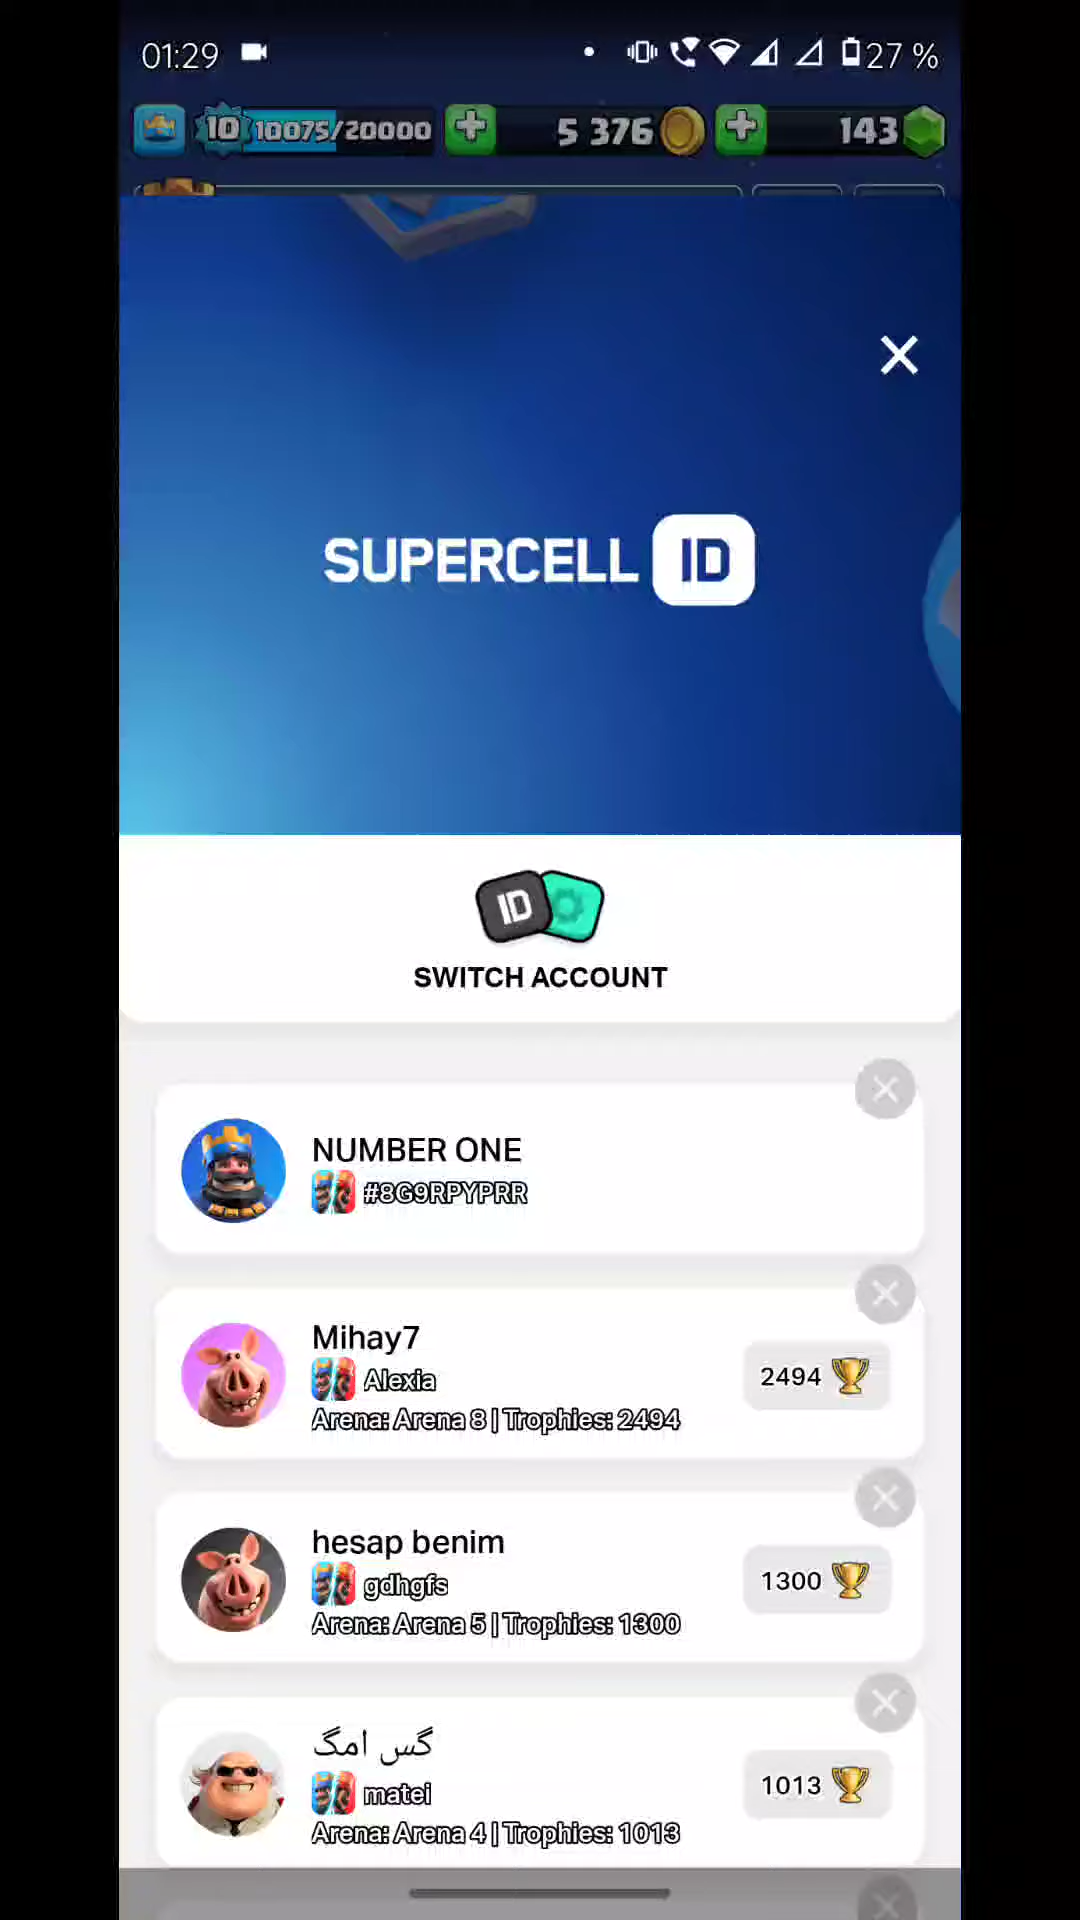 01:29 27 %
10 10075/20000 5 376 143
SUPERCELL ID
ID
SWITCH ACCOUNT
NUMBER ONE
#8G9RPYPRR
Mihay7
Alexia
Arena: Arena 8 | Trophies: 2494
2494
hesap benim
gdhgfs
Arena: Arena 5 | Trophies: 1300
1300
گس امگ
matei
Arena: Arena 4 | Trophies: 1013
1013